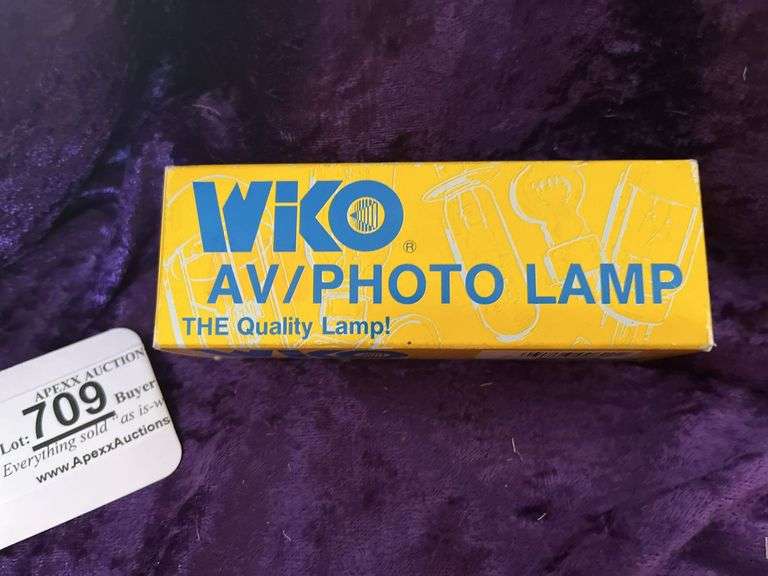 WiKO®
AV/PHOTO LAMP
THE Quality Lamp!
APEXX AUCTION
Lot: 709 Buyer
Everything sold "as is-w
www.ApexxAuctions